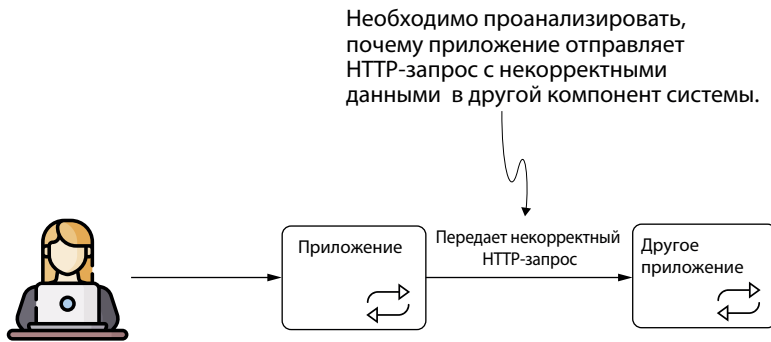 Необходимо проанализировать,
почему приложение отправляет
HTTP-запрос с некорректными
данными в другой компонент системы.
Приложение
Передает некорректный
HTTP-запрос
Другое
приложение